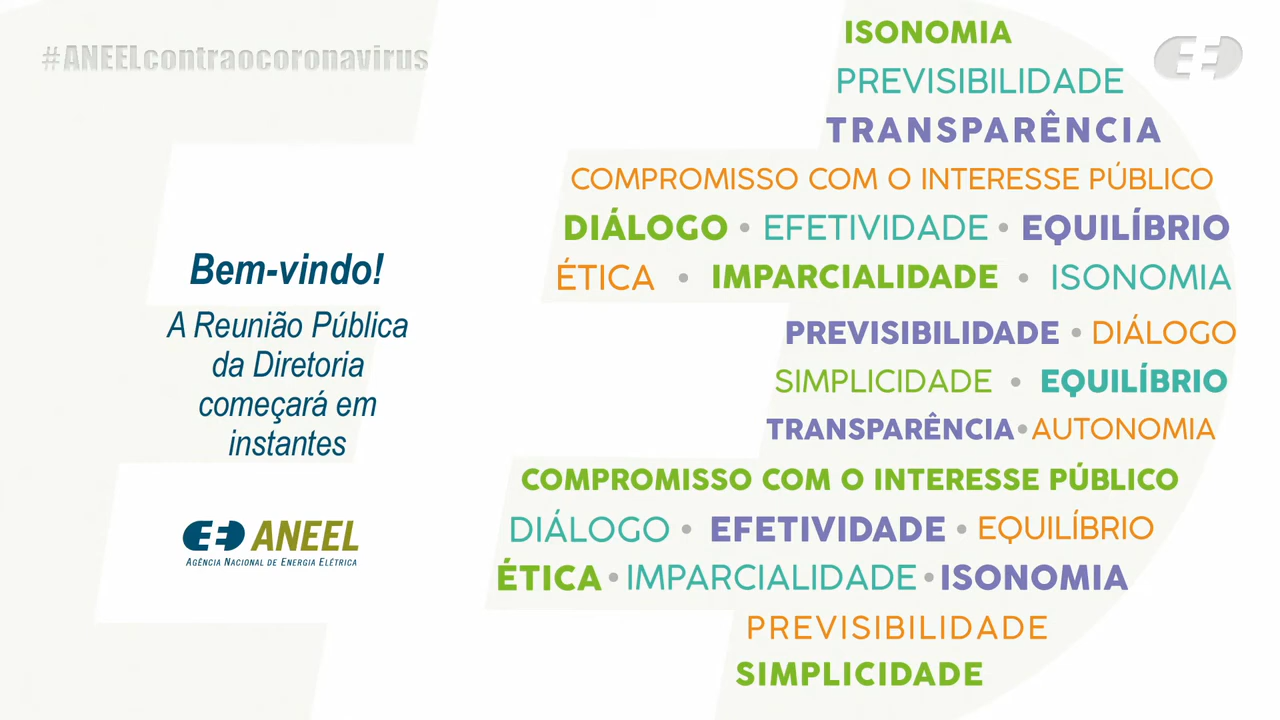 #ANEELcontraocoronavirus
Bem-vindo!
A Reunião Pública
da Diretoria
começará em
instantes
ANEEL
AGÊNCIA NACIONAL DE ENERGIA ELÉTRICA
ISONOMIA
PREVISIBILIDADE
TRANSPARÊNCIA
COMPROMISSO COM O INTERESSE PÚBLICO
DIÁLOGO • EFETIVIDADE • EQUILÍBRIO
ÉTICA • IMPARCIALIDADE • ISONOMIA
PREVISIBILIDADE • DIÁLOGO
SIMPLICIDADE • EQUILÍBRIO
TRANSPARÊNCIA • AUTONOMIA
COMPROMISSO COM O INTERESSE PÚBLICO
DIÁLOGO • EFETIVIDADE • EQUILÍBRIO
ÉTICA • IMPARCIALIDADE • ISONOMIA
PREVISIBILIDADE
SIMPLICIDADE